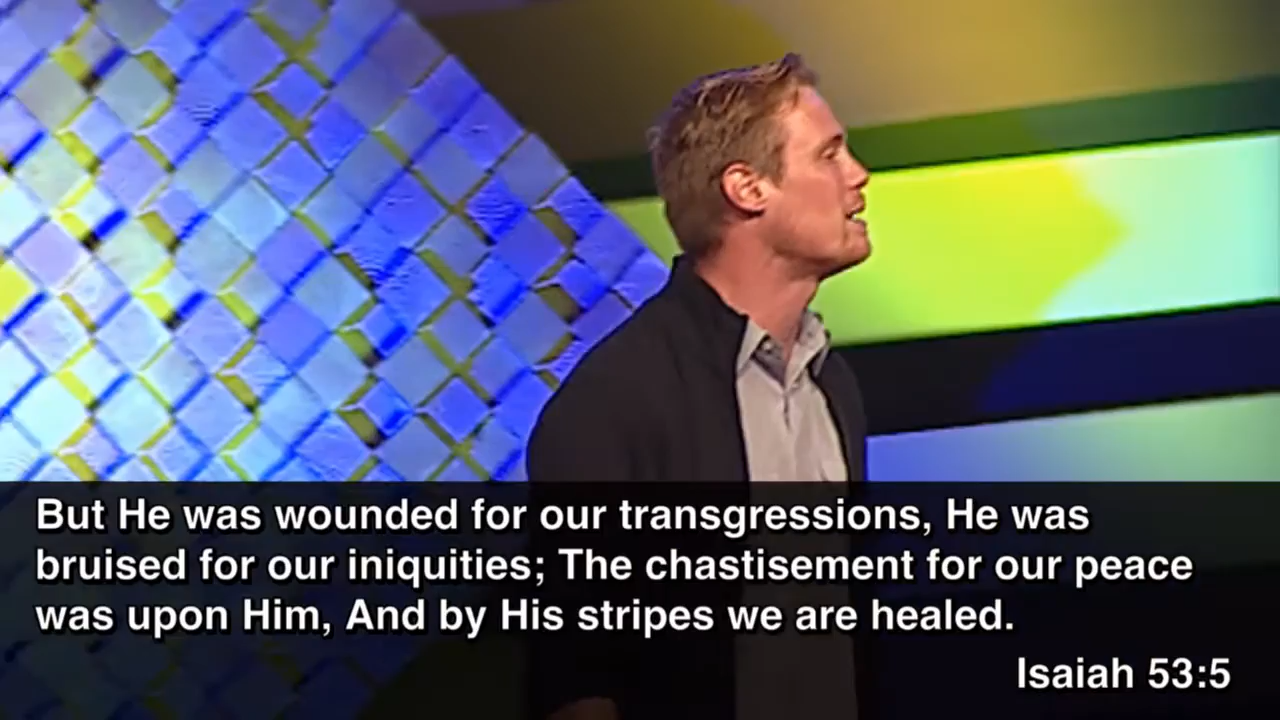 But He was wounded for our transgressions, He was
bruised for our iniquities; The chastisement for our peace
was upon Him, And by His stripes we are healed.
Isaiah 53:5